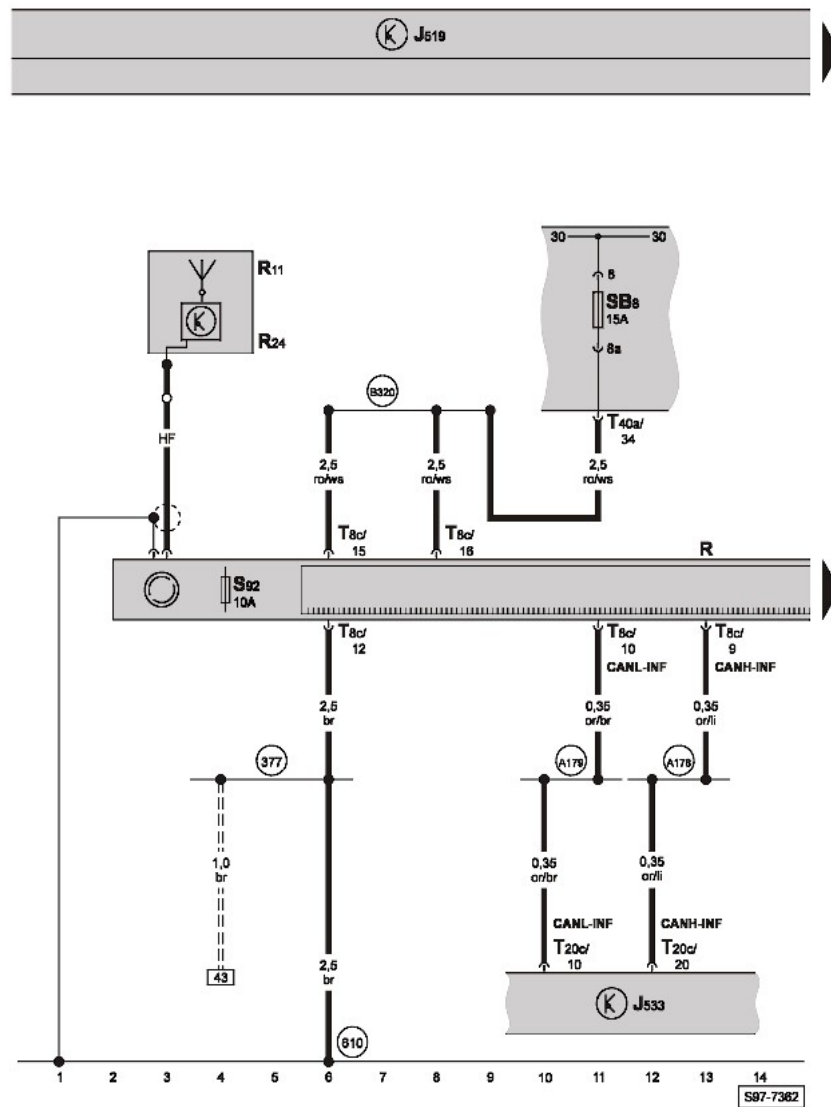 J519
30 30
8
SB8
15A
8a
T40a/
34
R11
R24
HF
B320
2,5
ro/ws
2,5
ro/ws
2,5
ro/ws
T8c/
15
T8c/
16
R
S92
10A
T8c/
12
T8c/
10
CANL-INF
T8c/
9
CANH-INF
2,5
br
0,35
or/br
0,35
or/li
377
A179
A178
1,0
br
0,35
or/br
0,35
or/li
CANL-INF
T20c/
10
CANH-INF
T20c/
20
43
2,5
br
J533
610
1 2 3 4 5 6 7 8 9 10 11 12 13 14
S97-7362